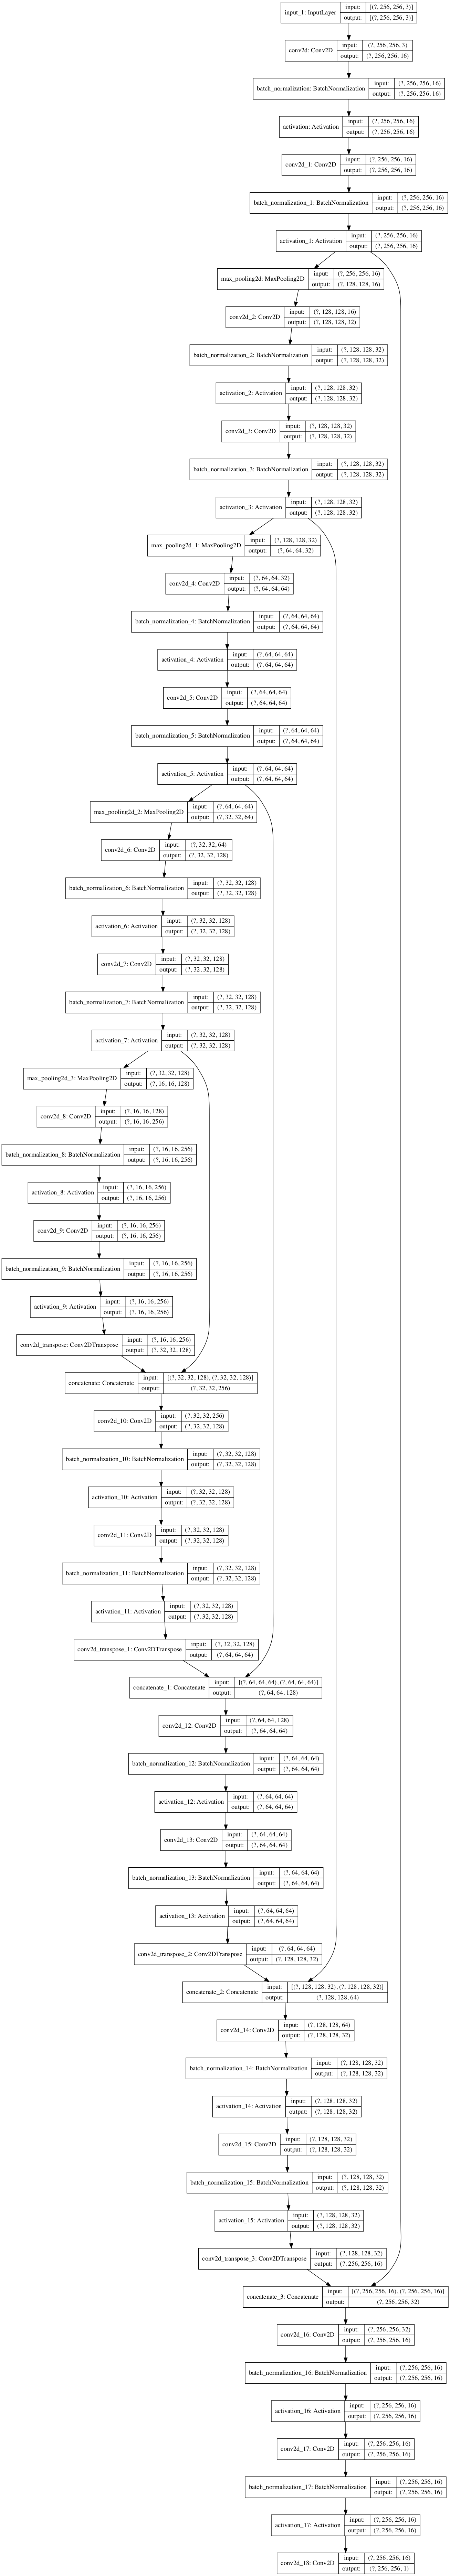 input_1: InputLayer
input: [(?, 256, 256, 3)]
output: [(?, 256, 256, 3)]
conv2d: Conv2D
input: (?, 256, 256, 3)
output: (?, 256, 256, 16)
batch_normalization: BatchNormalization
input: (?, 256, 256, 16)
output: (?, 256, 256, 16)
activation: Activation
input: (?, 256, 256, 16)
output: (?, 256, 256, 16)
conv2d_1: Conv2D
input: (?, 256, 256, 16)
output: (?, 256, 256, 16)
batch_normalization_1: BatchNormalization
input: (?, 256, 256, 16)
output: (?, 256, 256, 16)
activation_1: Activation
input: (?, 256, 256, 16)
output: (?, 256, 256, 16)
max_pooling2d: MaxPooling2D
input: (?, 256, 256, 16)
output: (?, 128, 128, 16)
conv2d_2: Conv2D
input: (?, 128, 128, 16)
output: (?, 128, 128, 32)
batch_normalization_2: BatchNormalization
input: (?, 128, 128, 32)
output: (?, 128, 128, 32)
activation_2: Activation
input: (?, 128, 128, 32)
output: (?, 128, 128, 32)
conv2d_3: Conv2D
input: (?, 128, 128, 32)
output: (?, 128, 128, 32)
batch_normalization_3: BatchNormalization
input: (?, 128, 128, 32)
output: (?, 128, 128, 32)
activation_3: Activation
input: (?, 128, 128, 32)
output: (?, 128, 128, 32)
max_pooling2d_1: MaxPooling2D
input: (?, 128, 128, 32)
output: (?, 64, 64, 32)
conv2d_4: Conv2D
input: (?, 64, 64, 32)
output: (?, 64, 64, 64)
batch_normalization_4: BatchNormalization
input: (?, 64, 64, 64)
output: (?, 64, 64, 64)
activation_4: Activation
input: (?, 64, 64, 64)
output: (?, 64, 64, 64)
conv2d_5: Conv2D
input: (?, 64, 64, 64)
output: (?, 64, 64, 64)
batch_normalization_5: BatchNormalization
input: (?, 64, 64, 64)
output: (?, 64, 64, 64)
activation_5: Activation
input: (?, 64, 64, 64)
output: (?, 64, 64, 64)
max_pooling2d_2: MaxPooling2D
input: (?, 64, 64, 64)
output: (?, 32, 32, 64)
conv2d_6: Conv2D
input: (?, 32, 32, 64)
output: (?, 32, 32, 128)
batch_normalization_6: BatchNormalization
input: (?, 32, 32, 128)
output: (?, 32, 32, 128)
activation_6: Activation
input: (?, 32, 32, 128)
output: (?, 32, 32, 128)
conv2d_7: Conv2D
input: (?, 32, 32, 128)
output: (?, 32, 32, 128)
batch_normalization_7: BatchNormalization
input: (?, 32, 32, 128)
output: (?, 32, 32, 128)
activation_7: Activation
input: (?, 32, 32, 128)
output: (?, 32, 32, 128)
max_pooling2d_3: MaxPooling2D
input: (?, 32, 32, 128)
output: (?, 16, 16, 128)
conv2d_8: Conv2D
input: (?, 16, 16, 128)
output: (?, 16, 16, 256)
batch_normalization_8: BatchNormalization
input: (?, 16, 16, 256)
output: (?, 16, 16, 256)
activation_8: Activation
input: (?, 16, 16, 256)
output: (?, 16, 16, 256)
conv2d_9: Conv2D
input: (?, 16, 16, 256)
output: (?, 16, 16, 256)
batch_normalization_9: BatchNormalization
input: (?, 16, 16, 256)
output: (?, 16, 16, 256)
activation_9: Activation
input: (?, 16, 16, 256)
output: (?, 16, 16, 256)
conv2d_transpose: Conv2DTranspose
input: (?, 16, 16, 256)
output: (?, 32, 32, 128)
concatenate: Concatenate
input: [(?, 32, 32, 128), (?, 32, 32, 128)]
output: (?, 32, 32, 256)
conv2d_10: Conv2D
input: (?, 32, 32, 256)
output: (?, 32, 32, 128)
batch_normalization_10: BatchNormalization
input: (?, 32, 32, 128)
output: (?, 32, 32, 128)
activation_10: Activation
input: (?, 32, 32, 128)
output: (?, 32, 32, 128)
conv2d_11: Conv2D
input: (?, 32, 32, 128)
output: (?, 32, 32, 128)
batch_normalization_11: BatchNormalization
input: (?, 32, 32, 128)
output: (?, 32, 32, 128)
activation_11: Activation
input: (?, 32, 32, 128)
output: (?, 32, 32, 128)
conv2d_transpose_1: Conv2DTranspose
input: (?, 32, 32, 128)
output: (?, 64, 64, 64)
concatenate_1: Concatenate
input: [(?, 64, 64, 64), (?, 64, 64, 64)]
output: (?, 64, 64, 128)
conv2d_12: Conv2D
input: (?, 64, 64, 128)
output: (?, 64, 64, 64)
batch_normalization_12: BatchNormalization
input: (?, 64, 64, 64)
output: (?, 64, 64, 64)
activation_12: Activation
input: (?, 64, 64, 64)
output: (?, 64, 64, 64)
conv2d_13: Conv2D
input: (?, 64, 64, 64)
output: (?, 64, 64, 64)
batch_normalization_13: BatchNormalization
input: (?, 64, 64, 64)
output: (?, 64, 64, 64)
activation_13: Activation
input: (?, 64, 64, 64)
output: (?, 64, 64, 64)
conv2d_transpose_2: Conv2DTranspose
input: (?, 64, 64, 64)
output: (?, 128, 128, 32)
concatenate_2: Concatenate
input: [(?, 128, 128, 32), (?, 128, 128, 32)]
output: (?, 128, 128, 64)
conv2d_14: Conv2D
input: (?, 128, 128, 64)
output: (?, 128, 128, 32)
batch_normalization_14: BatchNormalization
input: (?, 128, 128, 32)
output: (?, 128, 128, 32)
activation_14: Activation
input: (?, 128, 128, 32)
output: (?, 128, 128, 32)
conv2d_15: Conv2D
input: (?, 128, 128, 32)
output: (?, 128, 128, 32)
batch_normalization_15: BatchNormalization
input: (?, 128, 128, 32)
output: (?, 128, 128, 32)
activation_15: Activation
input: (?, 128, 128, 32)
output: (?, 128, 128, 32)
conv2d_transpose_3: Conv2DTranspose
input: (?, 128, 128, 32)
output: (?, 256, 256, 16)
concatenate_3: Concatenate
input: [(?, 256, 256, 16), (?, 256, 256, 16)]
output: (?, 256, 256, 32)
conv2d_16: Conv2D
input: (?, 256, 256, 32)
output: (?, 256, 256, 16)
batch_normalization_16: BatchNormalization
input: (?, 256, 256, 16)
output: (?, 256, 256, 16)
activation_16: Activation
input: (?, 256, 256, 16)
output: (?, 256, 256, 16)
conv2d_17: Conv2D
input: (?, 256, 256, 16)
output: (?, 256, 256, 16)
batch_normalization_17: BatchNormalization
input: (?, 256, 256, 16)
output: (?, 256, 256, 16)
activation_17: Activation
input: (?, 256, 256, 16)
output: (?, 256, 256, 16)
conv2d_18: Conv2D
input: (?, 256, 256, 16)
output: (?, 256, 256, 1)